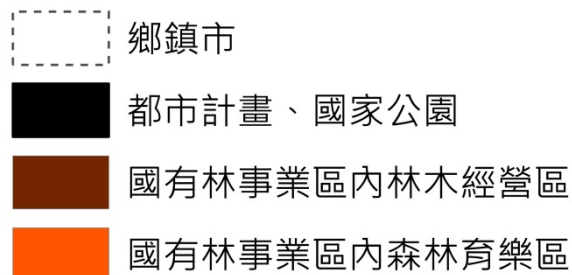 鄉鎮市
都市計畫、國家公園
國有林事業區內林木經營區
國有林事業區內森林育樂區